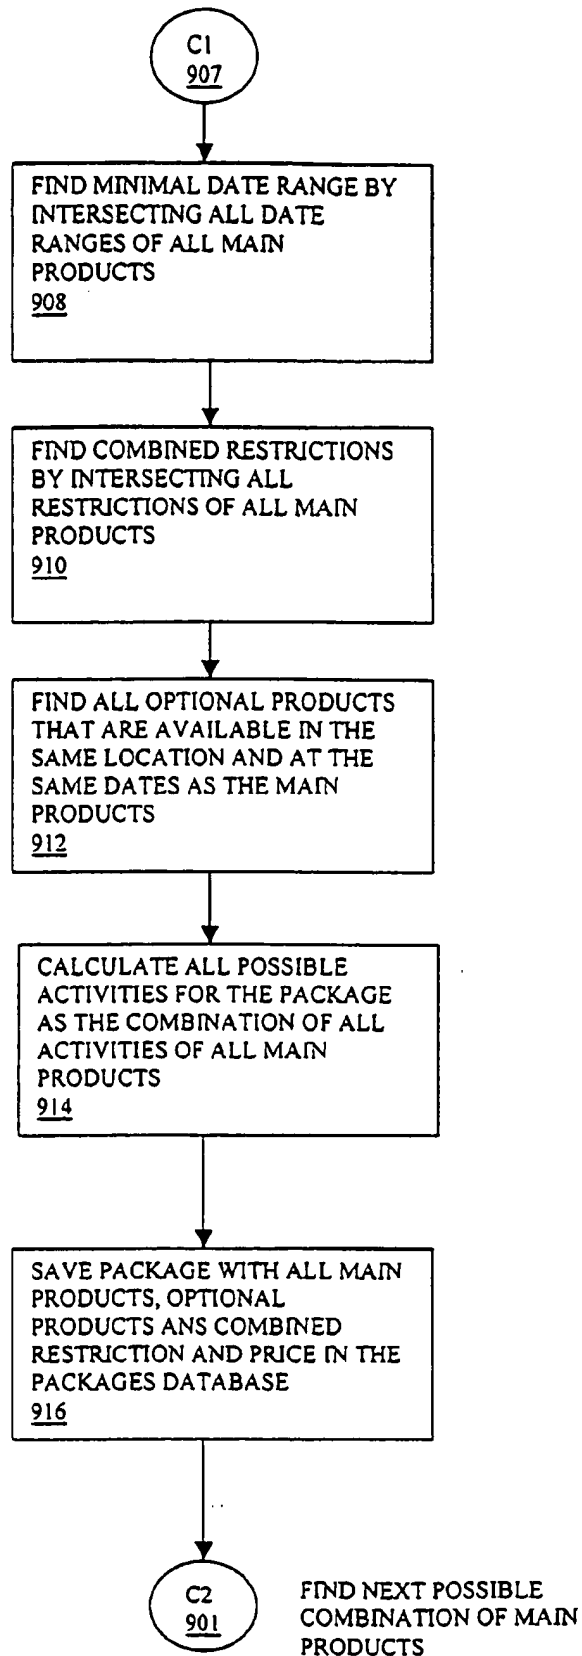 C1
907
FIND MINIMAL DATE RANGE BY
INTERSECTING ALL DATE
RANGES OF ALL MAIN
PRODUCTS
908
FIND COMBINED RESTRICTIONS
BY INTERSECTING ALL
RESTRICTIONS OF ALL MAIN
PRODUCTS
910
FIND ALL OPTIONAL PRODUCTS
THAT ARE AVAILABLE IN THE
SAME LOCATION AND AT THE
SAME DATES AS THE MAIN
PRODUCTS
912
CALCULATE ALL POSSIBLE
ACTIVITIES FOR THE PACKAGE
AS THE COMBINATION OF ALL
ACTIVITIES OF ALL MAIN
PRODUCTS
914
SAVE PACKAGE WITH ALL MAIN
PRODUCTS, OPTIONAL
PRODUCTS ANS COMBINED
RESTRICTION AND PRICE IN THE
PACKAGES DATABASE
916
C2
901
FIND NEXT POSSIBLE
COMBINATION OF MAIN
PRODUCTS